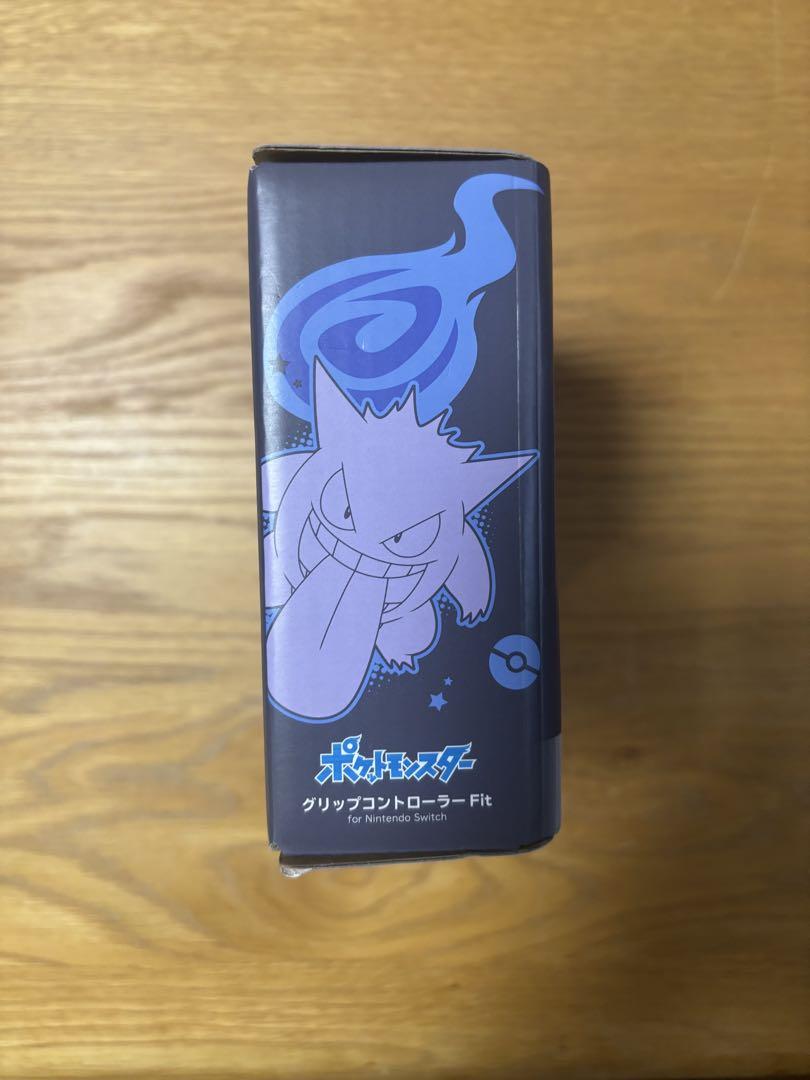 ポケットモンスター
グリップコントローラー Fit
for Nintendo Switch